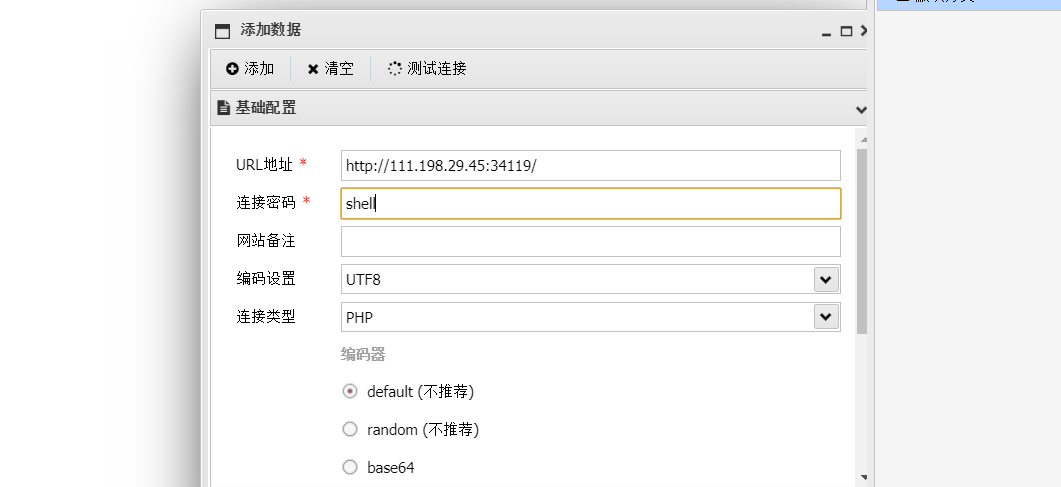 添加数据
添加 清空 测试连接
基础配置
URL地址 * http://111.198.29.45:34119/
连接密码 * shell
网站备注
编码设置 UTF8
连接类型 PHP
编码器
default (不推荐)
random (不推荐)
base64